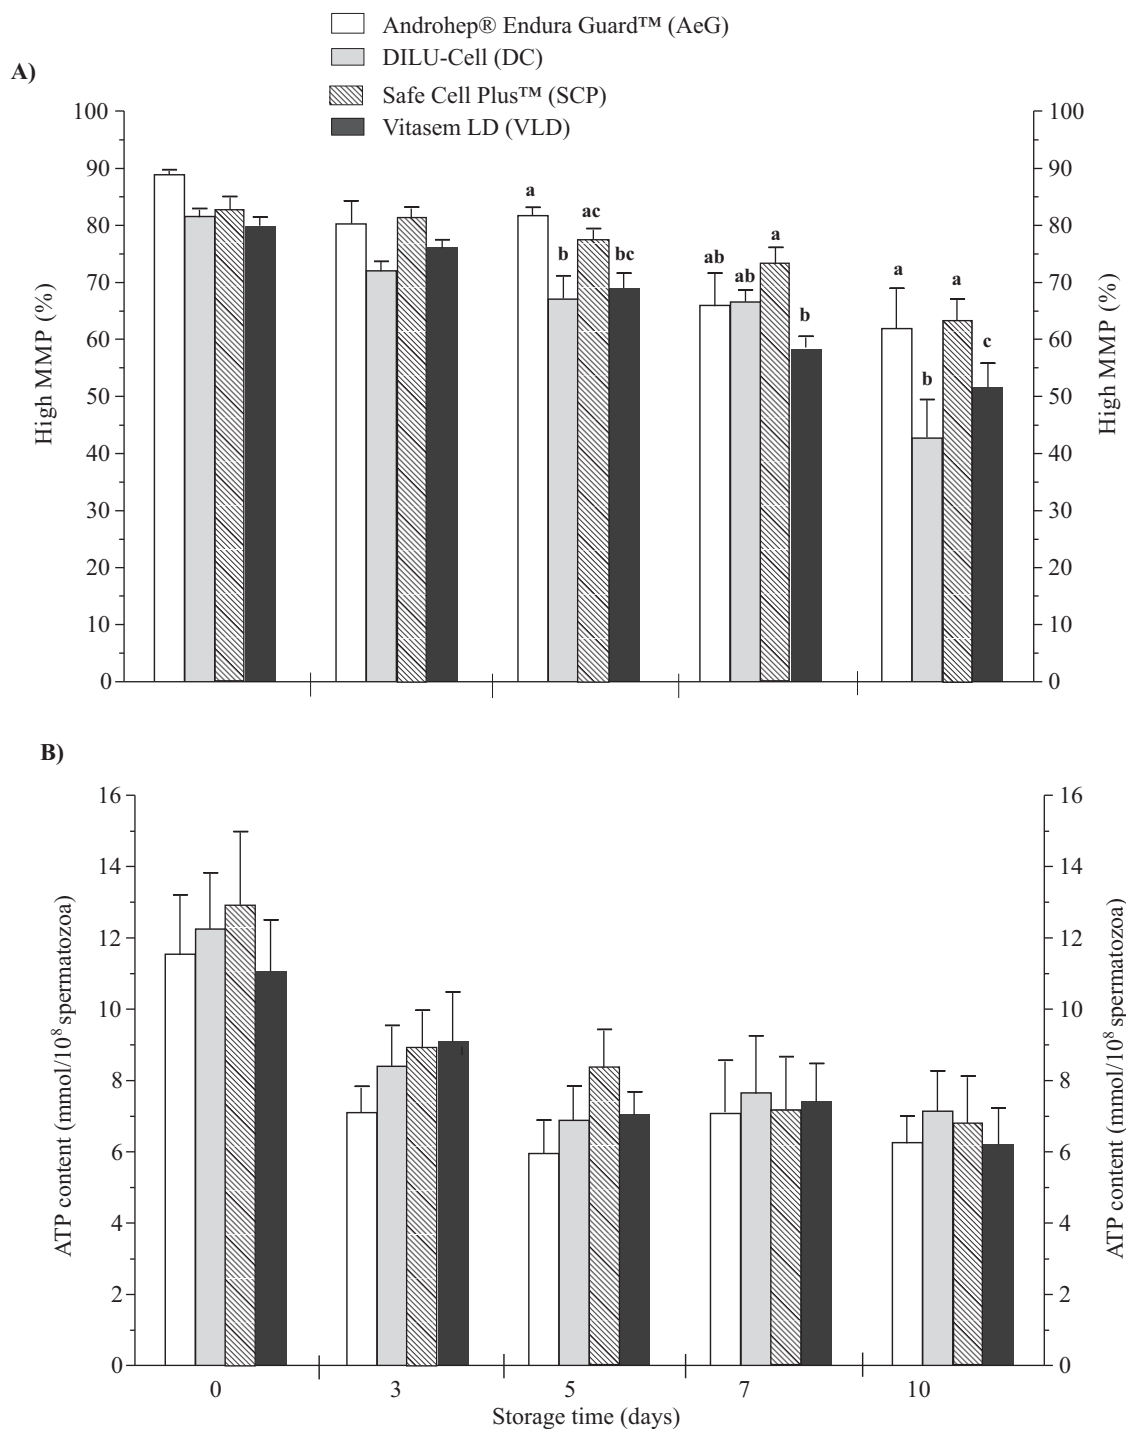 Androhep® Endura Guard™ (AeG)
DILU-Cell (DC)
Safe Cell Plus™ (SCP)
Vitasem LD (VLD)
A)
100
90
80
70
60
50
40
30
20
10
0
High MMP (%)
a
b
ac
bc
ab
ab
a
b
a
b
a
c
100
90
80
70
60
50
40
30
20
10
0
High MMP (%)
B)
16
14
12
10
8
6
4
2
0
ATP content (mmol/10⁸ spermatozoa)
16
14
12
10
8
6
4
2
0
ATP content (mmol/10⁸ spermatozoa)
0 3 5 7 10
Storage time (days)